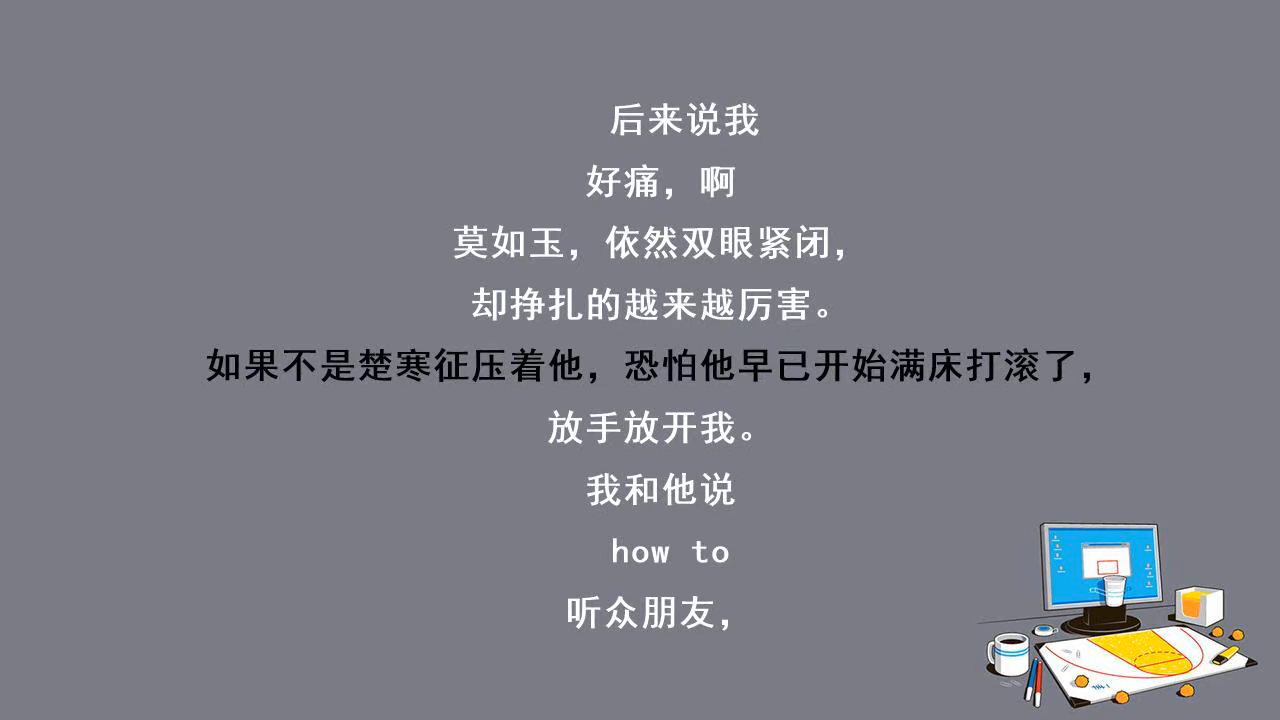 后来说我
好痛，啊
莫如玉，依然双眼紧闭，
却挣扎的越来越厉害。
如果不是楚寒征压着他，恐怕他早已开始满床打滚了，
放手放开我。
我和他说
how to
听众朋友，